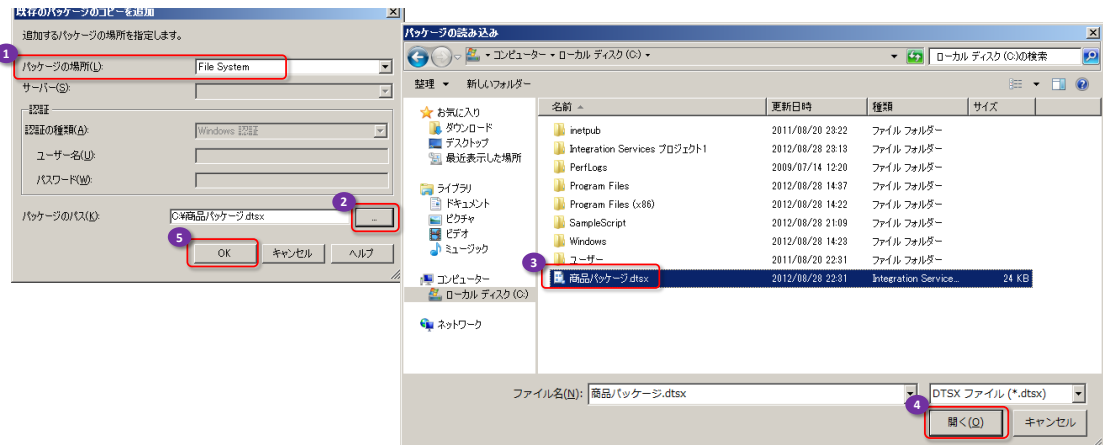 既存のパッケージのコピーを追加
追加するパッケージの場所を指定します。
1
パッケージの場所(L): File System
サーバー(S):
認証
認証の種類(A): Windows 認証
ユーザー名(U):
パスワード(W):
パッケージのパス(K): C:¥商品パッケージ.dtsx ...
2
5
OK キャンセル ヘルプ
パッケージの読み込み
コンピューター ローカル ディスク (C:) ローカル ディスク (C:)の検索
整理 新しいフォルダー
お気に入り
ダウンロード
デスクトップ
最近表示した場所
ライブラリ
ドキュメント
ピクチャ
ビデオ
ミュージック
コンピューター
ローカル ディスク (C:)
ネットワーク
名前 更新日時 種類 サイズ
inetpub 2011/08/20 23:22 ファイル フォルダー
Integration Services プロジェクト1 2012/08/28 23:13 ファイル フォルダー
PerfLogs 2009/07/14 12:20 ファイル フォルダー
Program Files 2012/08/28 14:37 ファイル フォルダー
Program Files (x86) 2012/08/28 14:22 ファイル フォルダー
SampleScript 2012/08/28 21:09 ファイル フォルダー
Windows 2012/08/28 14:23 ファイル フォルダー
ユーザー 2011/08/20 22:31 ファイル フォルダー
3
商品パッケージ.dtsx 2012/08/28 22:31 Integration Service... 24 KB
ファイル名(N): 商品パッケージ.dtsx DTSX ファイル (*.dtsx)
4
開く(O) キャンセル